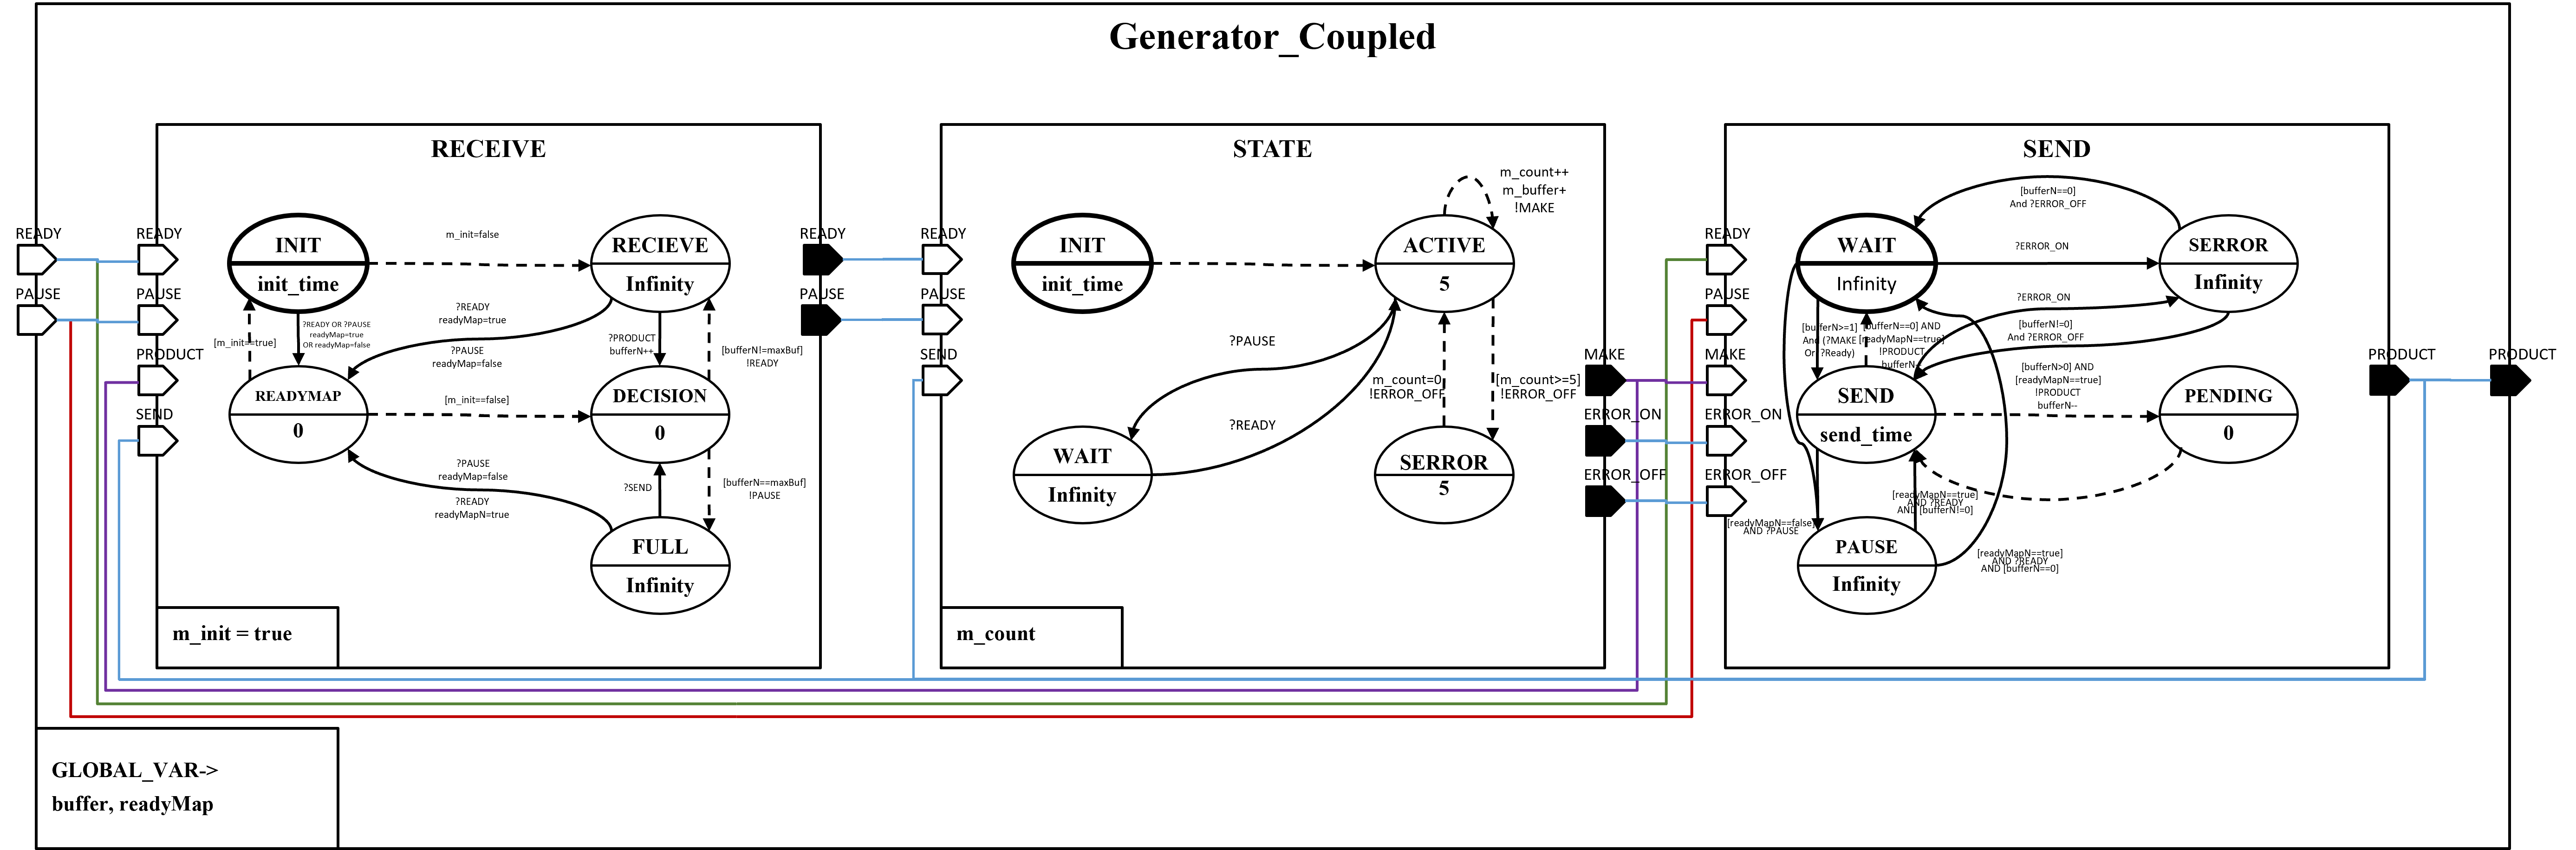 Generator_Coupled
READY
PAUSE
RECEIVE
READY
PAUSE
PRODUCT
SEND
INIT
init_time
m_init=false
RECIEVE
Infinity
?READY
readyMap=true
?PAUSE
readyMap=false
?READY OR ?PAUSE
readyMap=true
OR readyMap=false
[m_init==true]
?PRODUCT
bufferN++
[bufferN!=maxBuf]
!READY
READYMAP
0
[m_init==false]
DECISION
0
?PAUSE
readyMap=false
?READY
readyMapN=true
?SEND
[bufferN==maxBuf]
!PAUSE
FULL
Infinity
m_init = true
READY
PAUSE
STATE
READY
PAUSE
SEND
INIT
init_time
ACTIVE
5
m_count++
m_buffer+
!MAKE
?PAUSE
?READY
m_count=0
!ERROR_OFF
[m_count>=5]
!ERROR_OFF
WAIT
Infinity
SERROR
5
m_count
MAKE
ERROR_ON
ERROR_OFF
SEND
READY
PAUSE
MAKE
ERROR_ON
ERROR_OFF
WAIT
Infinity
[bufferN==0]
And ?ERROR_OFF
?ERROR_ON
SERROR
Infinity
?ERROR_ON
[bufferN!=0]
And ?ERROR_OFF
[bufferN>=1]
And (?MAKE
Or ?Ready)
[bufferN==0] AND
[readyMapN==true]
!PRODUCT
bufferN-
[bufferN>0] AND
[readyMapN==true]
!PRODUCT
bufferN--
SEND
send_time
PENDING
0
[readyMapN==true]
AND ?READY
AND [bufferN!=0]
[readyMapN==false]
AND ?PAUSE
PAUSE
Infinity
[readyMapN==true]
AND ?READY
AND [bufferN==0]
PRODUCT
PRODUCT
GLOBAL_VAR->
buffer, readyMap